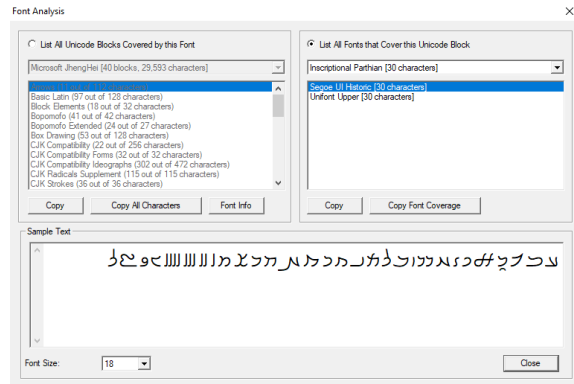 Font Analysis
List All Unicode Blocks Covered by this Font
Microsoft JhengHei [40 blocks, 29,593 characters]
Basic Latin (97 out of 128 characters)
Block Elements (18 out of 32 characters)
Bopomofo (41 out of 42 characters)
Bopomofo Extended (24 out of 27 characters)
Box Drawing (53 out of 128 characters)
CJK Compatibility (22 out of 256 characters)
CJK Compatibility Forms (32 out of 32 characters)
CJK Compatibility Ideographs (302 out of 472 characters)
CJK Radicals Supplement (115 out of 115 characters)
CJK Strokes (36 out of 36 characters)
Copy
Copy All Characters
Font Info
List All Fonts that Cover this Unicode Block
Inscriptional Parthian [30 characters]
Segoe UI Historic [30 characters]
Unifont Upper [30 characters]
Copy
Copy Font Coverage
Sample Text
𐭀𐭁𐭂𐭃𐭄𐭅𐭆𐭇𐭈𐭉𐭊𐭋𐭌𐭍𐭎𐭏𐭐𐭑𐭒𐭓𐭔𐭕𐭘𐭙𐭚𐭛𐭜𐭝𐭞𐭟
Font Size:
18
Close